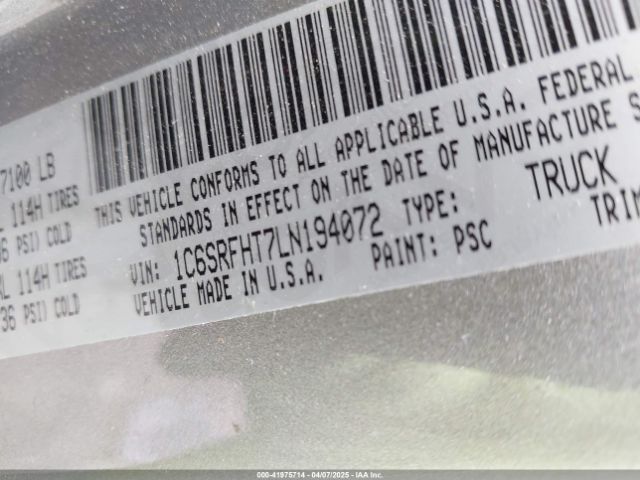 7100 LB
114H TIRES
36 PSI) COLD
114H TIRES
36 PSI) COLD
THIS VEHICLE CONFORMS TO ALL APPLICABLE U.S.A. FEDERAL
STANDARDS IN EFFECT ON THE DATE OF MANUFACTURE
VIN: 1C6SRFHT7LN194072 TYPE: TRUCK
VEHICLE MADE IN U.S.A. PAINT: PSC TRIM
000-41975714 - 04/07/2025 - IAA Inc.